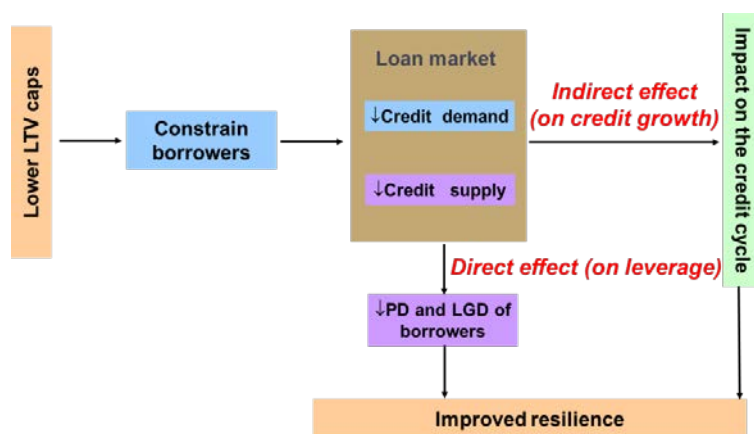 Lower LTV caps
Constrain
borrowers
Loan market
↓Credit demand
↓Credit supply
Indirect effect
(on credit growth)
Impact on the credit cycle
Direct effect (on leverage)
↓PD and LGD of
borrowers
Improved resilience